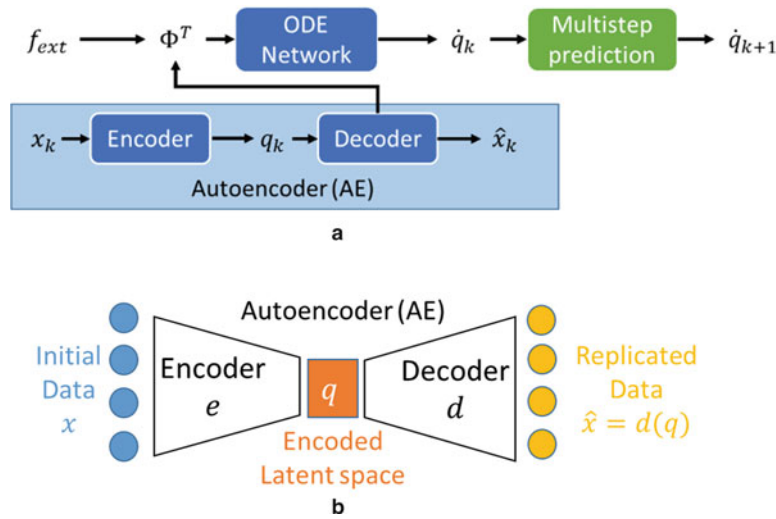 f_ext Φ^T ODE Network q̇_k Multistep prediction q̇_{k+1}
x_k Encoder q_k Decoder x̂_k
Autoencoder (AE)
a
Autoencoder (AE)
Initial
Data
x
Encoder
e
q
Decoder
d
Replicated
Data
x̂ = d(q)
Encoded
Latent space
b